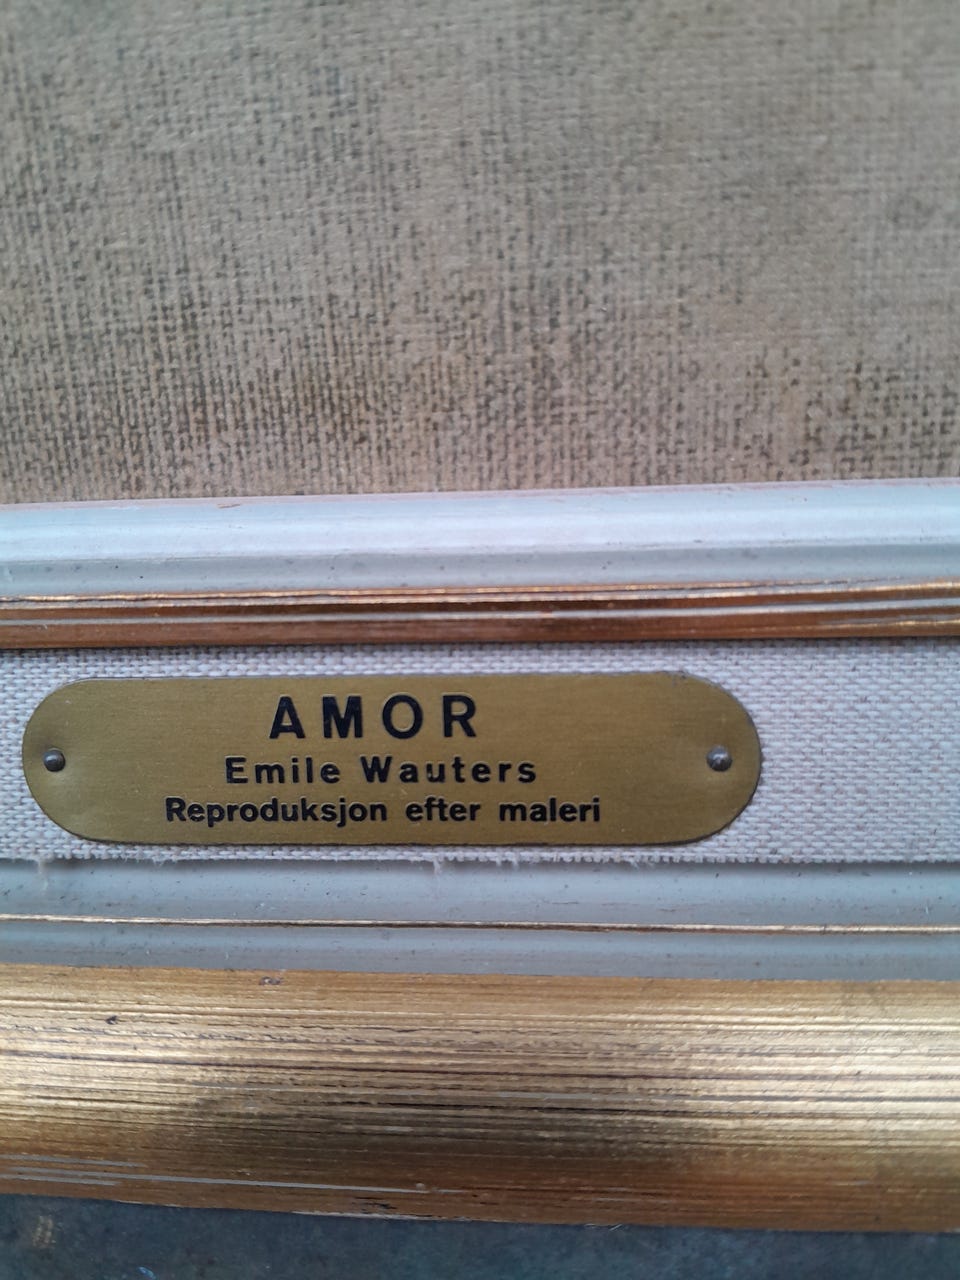 AMOR
Emile Wauters
Reproduksjon efter maleri